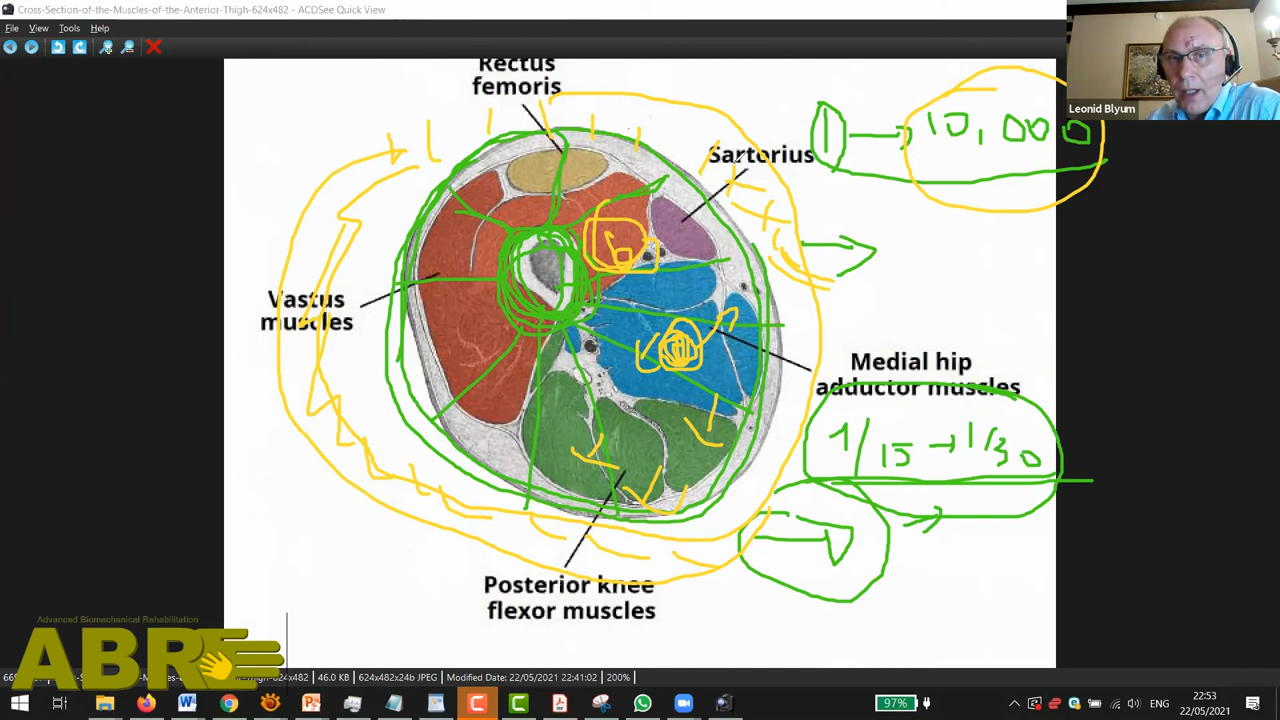 Cross-Section-of-the-Muscles-of-the-Anterior-Thigh-624x482 - ACDSee Quick View
File View Tools Help
Leonid Blyum
Rectus
femoris
1 → 10,000
Sartorius
b
Vastus
muscles
Medial hip
adductor muscles
1/15 → 1/30
Posterior knee
flexor muscles
Advanced Biomechanical Rehabilitation
ABR
-Thigh-624x482
46.0 KB
624x482x24b JPEG
Modified Date: 22/05/2021 22:41:02
200%
97%
22:53
22/05/2021